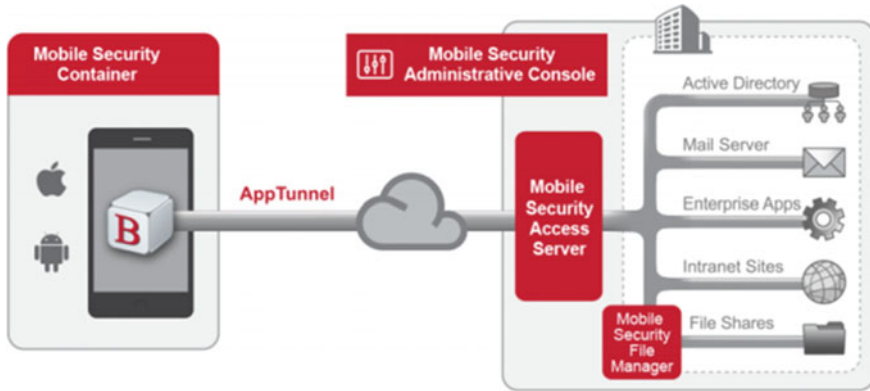 Mobile Security
Container
B
AppTunnel
Mobile Security
Administrative Console
Mobile
Security
Access
Server
Active Directory
Mail Server
Enterprise Apps
Intranet Sites
File Shares
Mobile
Security
File
Manager